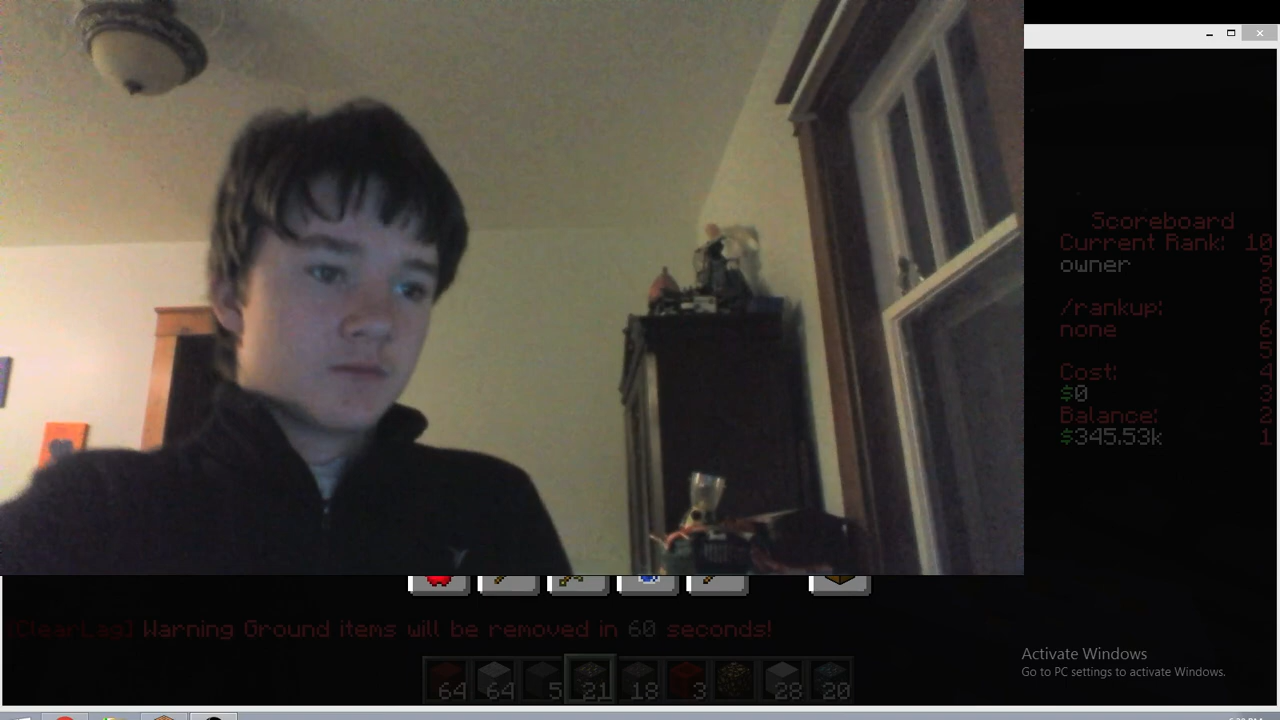 Scoreboard
Current Rank: 10
owner 9
8
/rankup: 7
none 6
5
Cost: 4
$0 3
Balance: 2
$345.53k 1
[ClearLag] Warning Ground items will be removed in 60 seconds!
Activate Windows
Go to PC settings to activate Windows.
64 64 5 21 18 3 28 20